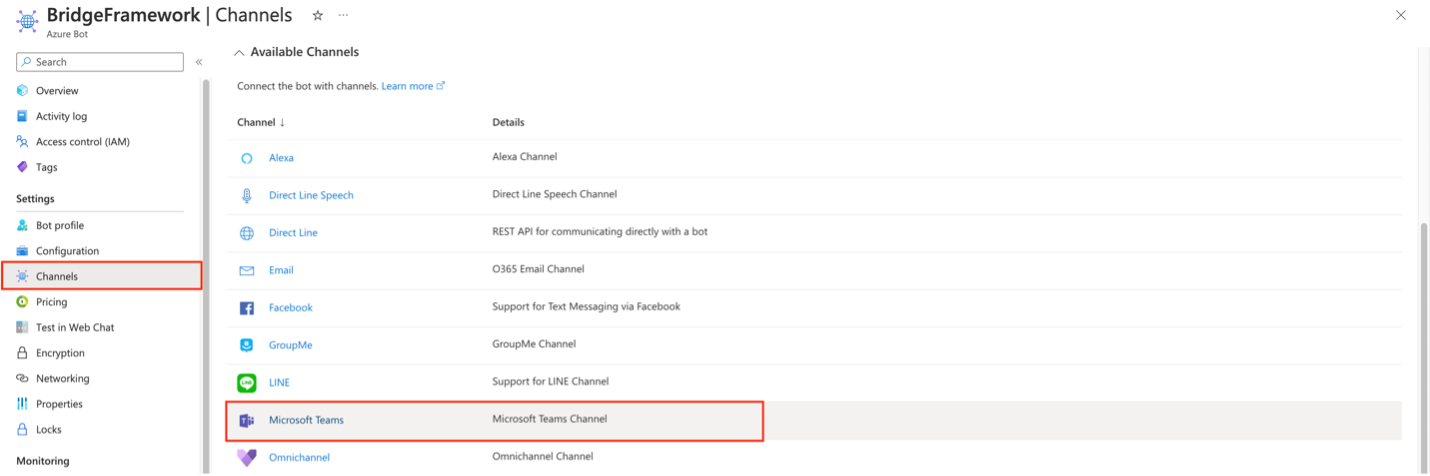 BridgeFramework | Channels ☆ ···
Azure Bot
Search «
Overview
Activity log
Access control (IAM)
Tags
Settings
Bot profile
Configuration
Channels
Pricing
Test in Web Chat
Encryption
Networking
Properties
Locks
Monitoring
Available Channels
Connect the bot with channels. Learn more
Channel ↓ Details
Alexa Alexa Channel
Direct Line Speech Direct Line Speech Channel
Direct Line REST API for communicating directly with a bot
Email O365 Email Channel
Facebook Support for Text Messaging via Facebook
GroupMe GroupMe Channel
LINE Support for LINE Channel
Microsoft Teams Microsoft Teams Channel
Omnichannel Omnichannel Channel